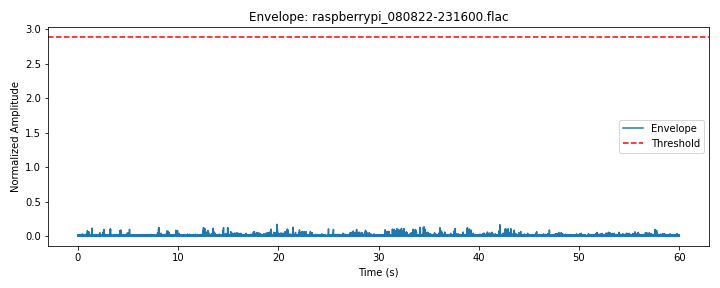 Envelope: raspberrypi_080822-231600.flac
Normalized Amplitude
3.0
2.5
2.0
1.5
1.0
0.5
0.0
Envelope
Threshold
0 10 20 30 40 50 60
Time (s)